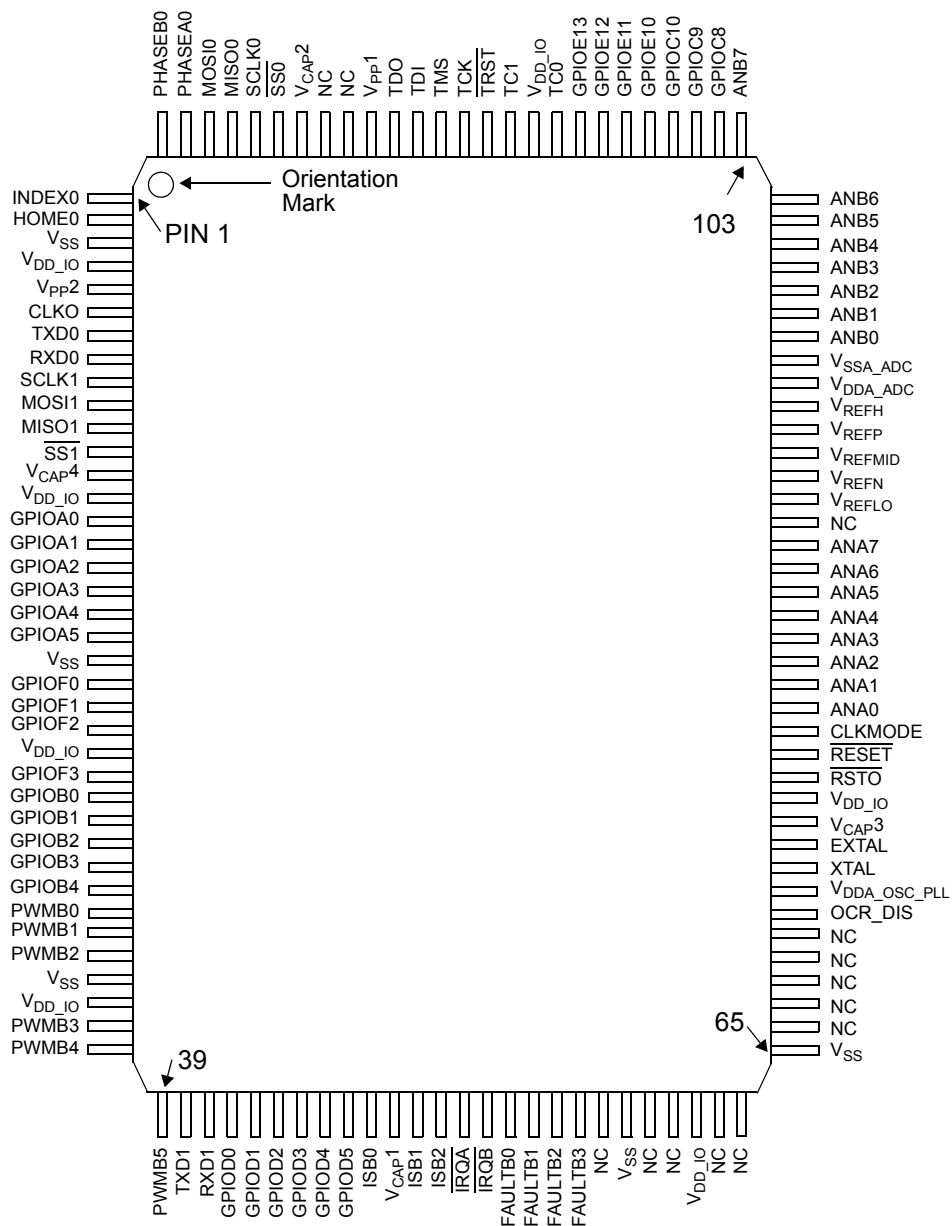 PHASEB0
PHASEA0
MOSI0
MISO0
SCLK0
SS0
VCAP2
NC
NC
VPP1
TDO
TDI
TMS
TCK
TRST
TC1
VDD_IO
TC0
GPIOE13
GPIOE12
GPIOE11
GPIOE10
GPIOC10
GPIOC9
GPIOC8
ANB7
Orientation
Mark
PIN 1
103
INDEX0
HOME0
VSS
VDD_IO
VPP2
CLKO
TXD0
RXD0
SCLK1
MOSI1
MISO1
SS1
VCAP4
VDD_IO
GPIOA0
GPIOA1
GPIOA2
GPIOA3
GPIOA4
GPIOA5
VSS
GPIOF0
GPIOF1
GPIOF2
VDD_IO
GPIOF3
GPIOB0
GPIOB1
GPIOB2
GPIOB3
GPIOB4
PWMB0
PWMB1
PWMB2
VSS
VDD_IO
PWMB3
PWMB4
ANB6
ANB5
ANB4
ANB3
ANB2
ANB1
ANB0
VSSA_ADC
VDDA_ADC
VREFH
VREFP
VREFMID
VREFN
VREFLO
NC
ANA7
ANA6
ANA5
ANA4
ANA3
ANA2
ANA1
ANA0
CLKMODE
RESET
RSTO
VDD_IO
VCAP3
EXTAL
XTAL
VDDA_OSC_PLL
OCR_DIS
NC
NC
NC
NC
NC
VSS
65
39
PWMB5
TXD1
RXD1
GPIOD0
GPIOD1
GPIOD2
GPIOD3
GPIOD4
GPIOD5
ISB0
VCAP1
ISB1
ISB2
IRQA
IRQB
FAULTB0
FAULTB1
FAULTB2
FAULTB3
NC
VSS
NC
NC
VDD_IO
NC
NC